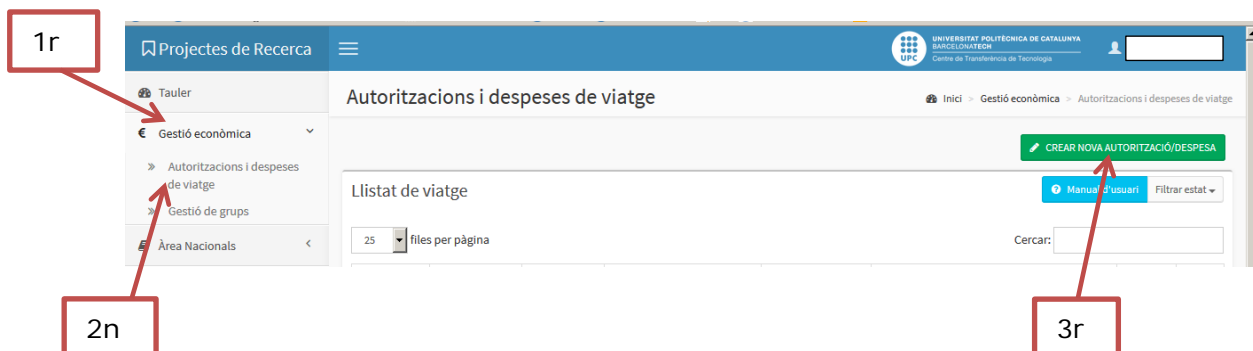 1r
Projectes de Recerca
UNIVERSITAT POLITÈCNICA DE CATALUNYA
BARCELONATECH
Centre de Transferència de Tecnologia
UPC
Tauler
Autoritzacions i despeses de viatge
Inici > Gestió econòmica > Autoritzacions i despeses de viatge
€ Gestió econòmica
CREAR NOVA AUTORITZACIÓ/DESPESA
» Autoritzacions i despeses
de viatge
» Gestió de grups
Llistat de viatge
Manual d'usuari
Filtrar estat
Àrea Nacionals
25 files per pàgina
Cercar:
2n
3r